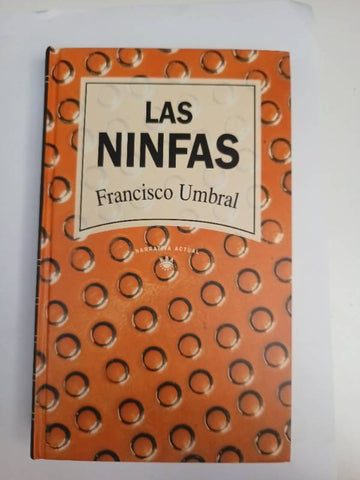 LAS
NINFAS
Francisco Umbral
NARRATIVA ACTUAL